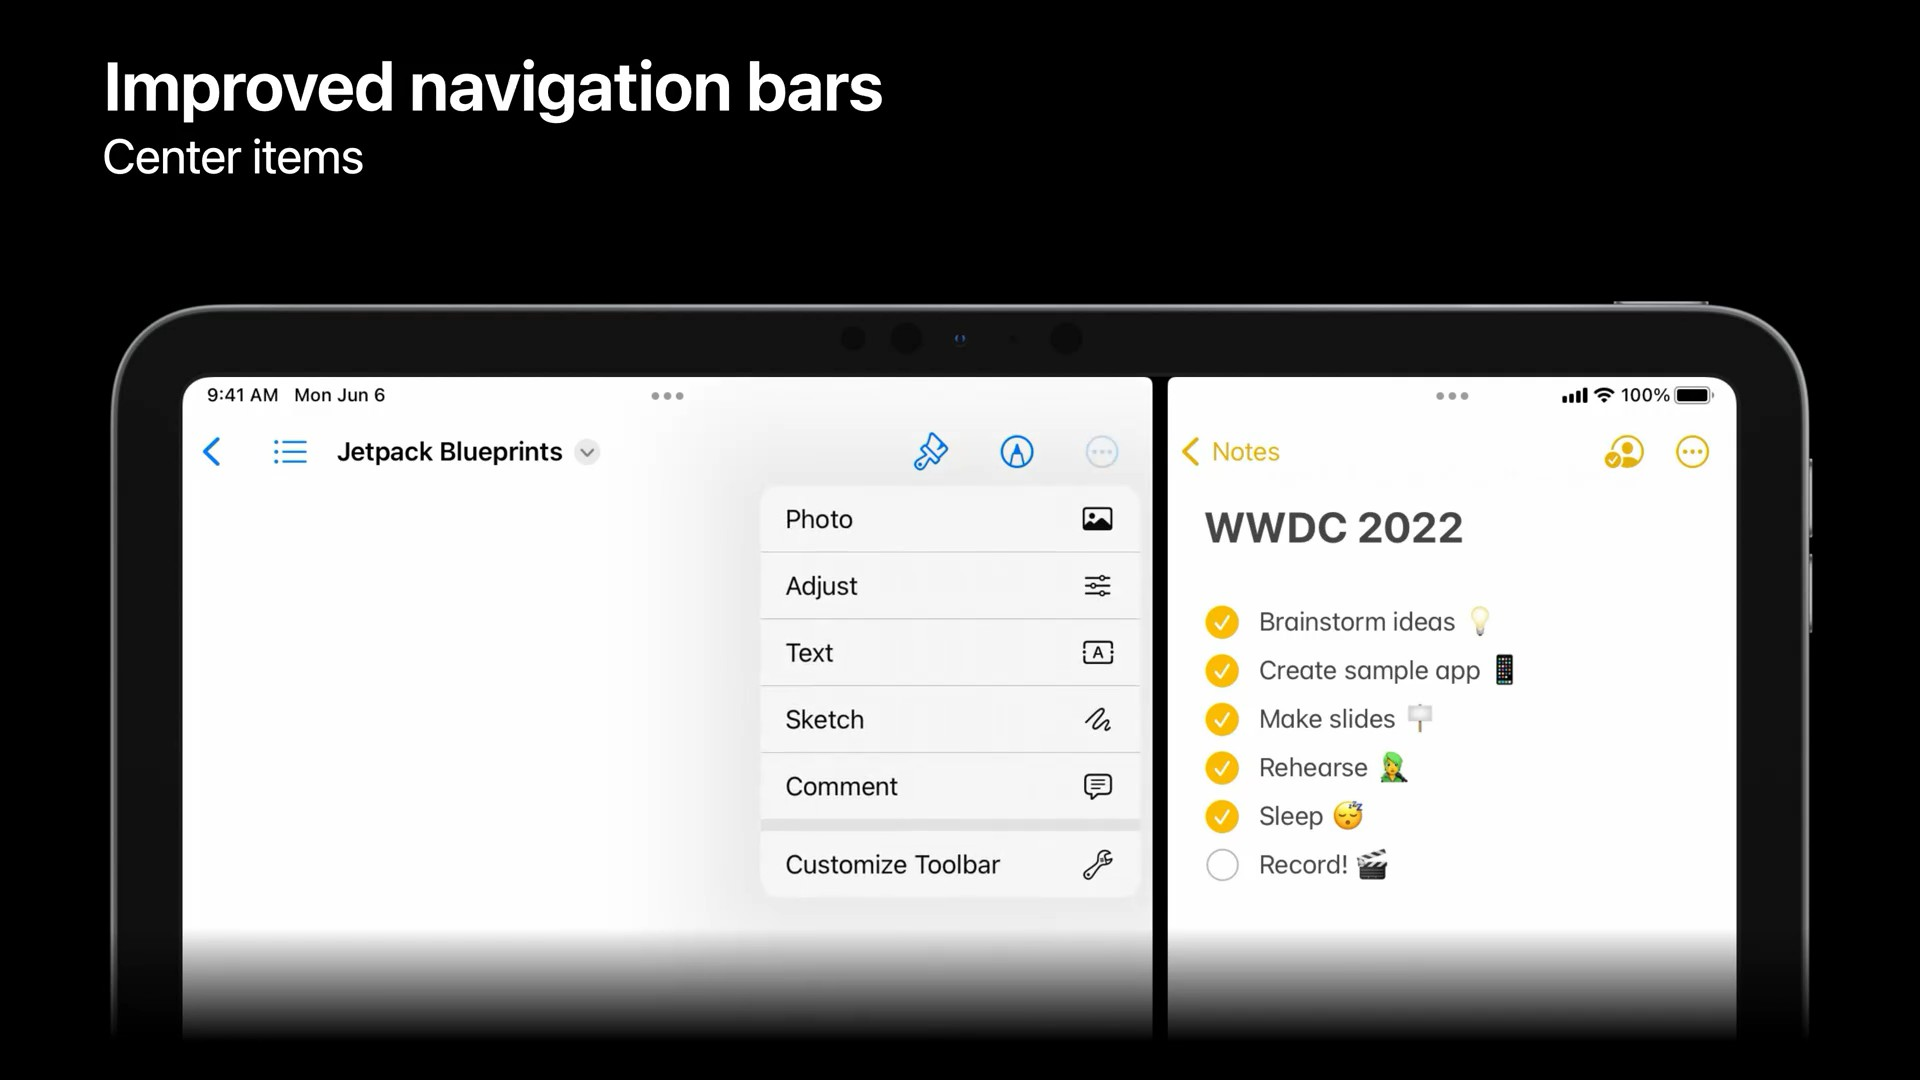 Improved navigation bars
Center items
9:41 AM Mon Jun 6
100%
Jetpack Blueprints
Photo
Adjust
Text
A
Sketch
Comment
Customize Toolbar
Notes
WWDC 2022
Brainstorm ideas 💡
Create sample app 📱
Make slides 🪧
Rehearse 🧑‍🎤
Sleep 😴
Record! 🎬